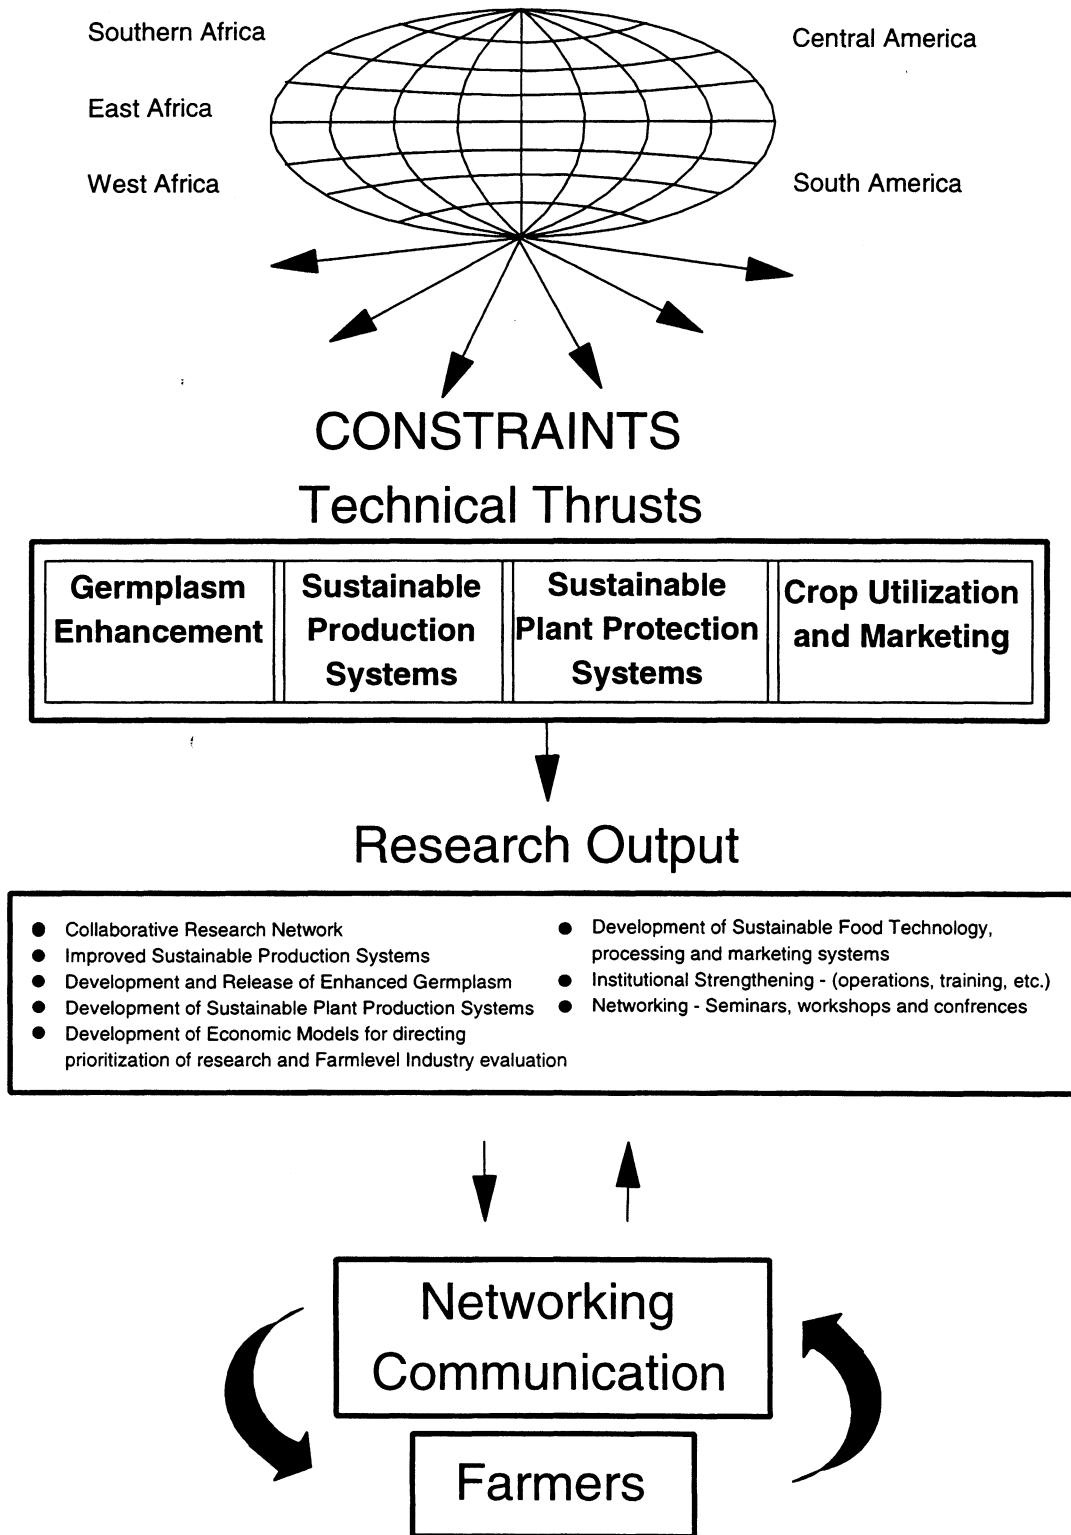 Southern Africa
East Africa
West Africa
Central America
South America
CONSTRAINTS
Technical Thrusts
Germplasm
Enhancement
Sustainable
Production
Systems
Sustainable
Plant Protection
Systems
Crop Utilization
and Marketing
Research Output
● Collaborative Research Network
● Improved Sustainable Production Systems
● Development and Release of Enhanced Germplasm
● Development of Sustainable Plant Production Systems
● Development of Economic Models for directing
prioritization of research and Farmlevel Industry evaluation
● Development of Sustainable Food Technology,
processing and marketing systems
● Institutional Strengthening - (operations, training, etc.)
● Networking - Seminars, workshops and confrences
Networking
Communication
Farmers